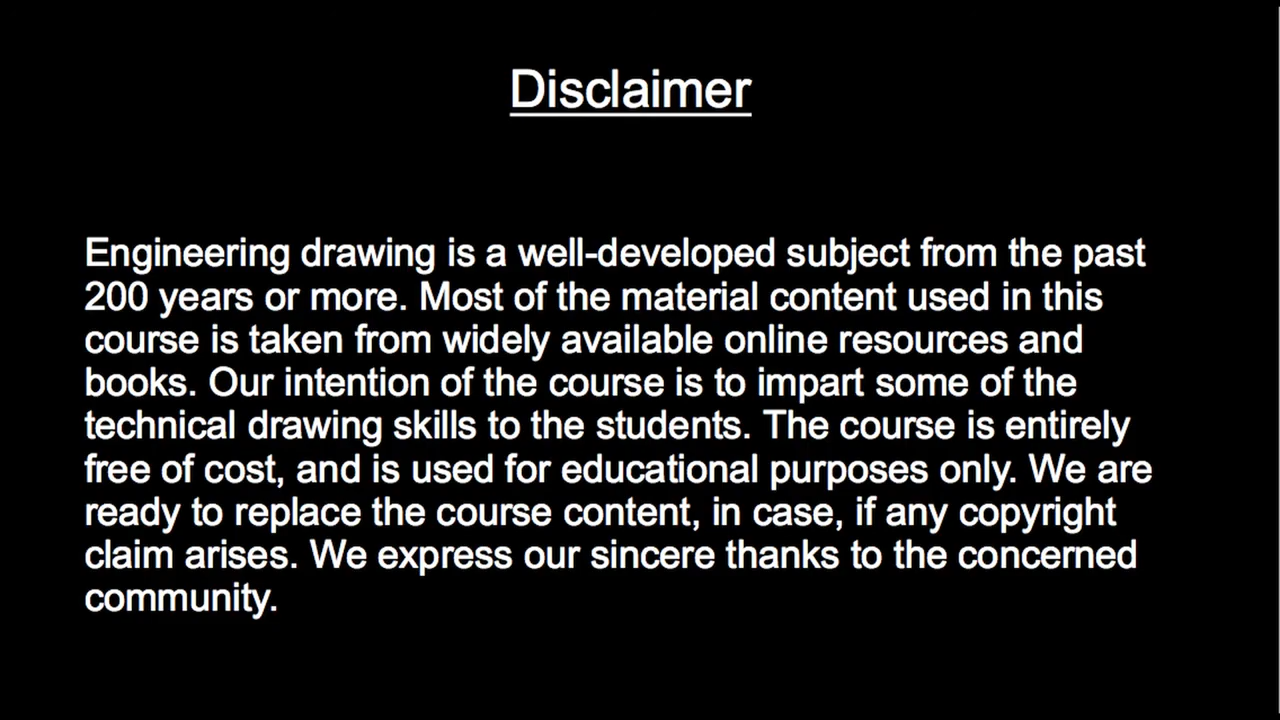 Disclaimer
Engineering drawing is a well-developed subject from the past
200 years or more. Most of the material content used in this
course is taken from widely available online resources and
books. Our intention of the course is to impart some of the
technical drawing skills to the students. The course is entirely
free of cost, and is used for educational purposes only. We are
ready to replace the course content, in case, if any copyright
claim arises. We express our sincere thanks to the concerned
community.